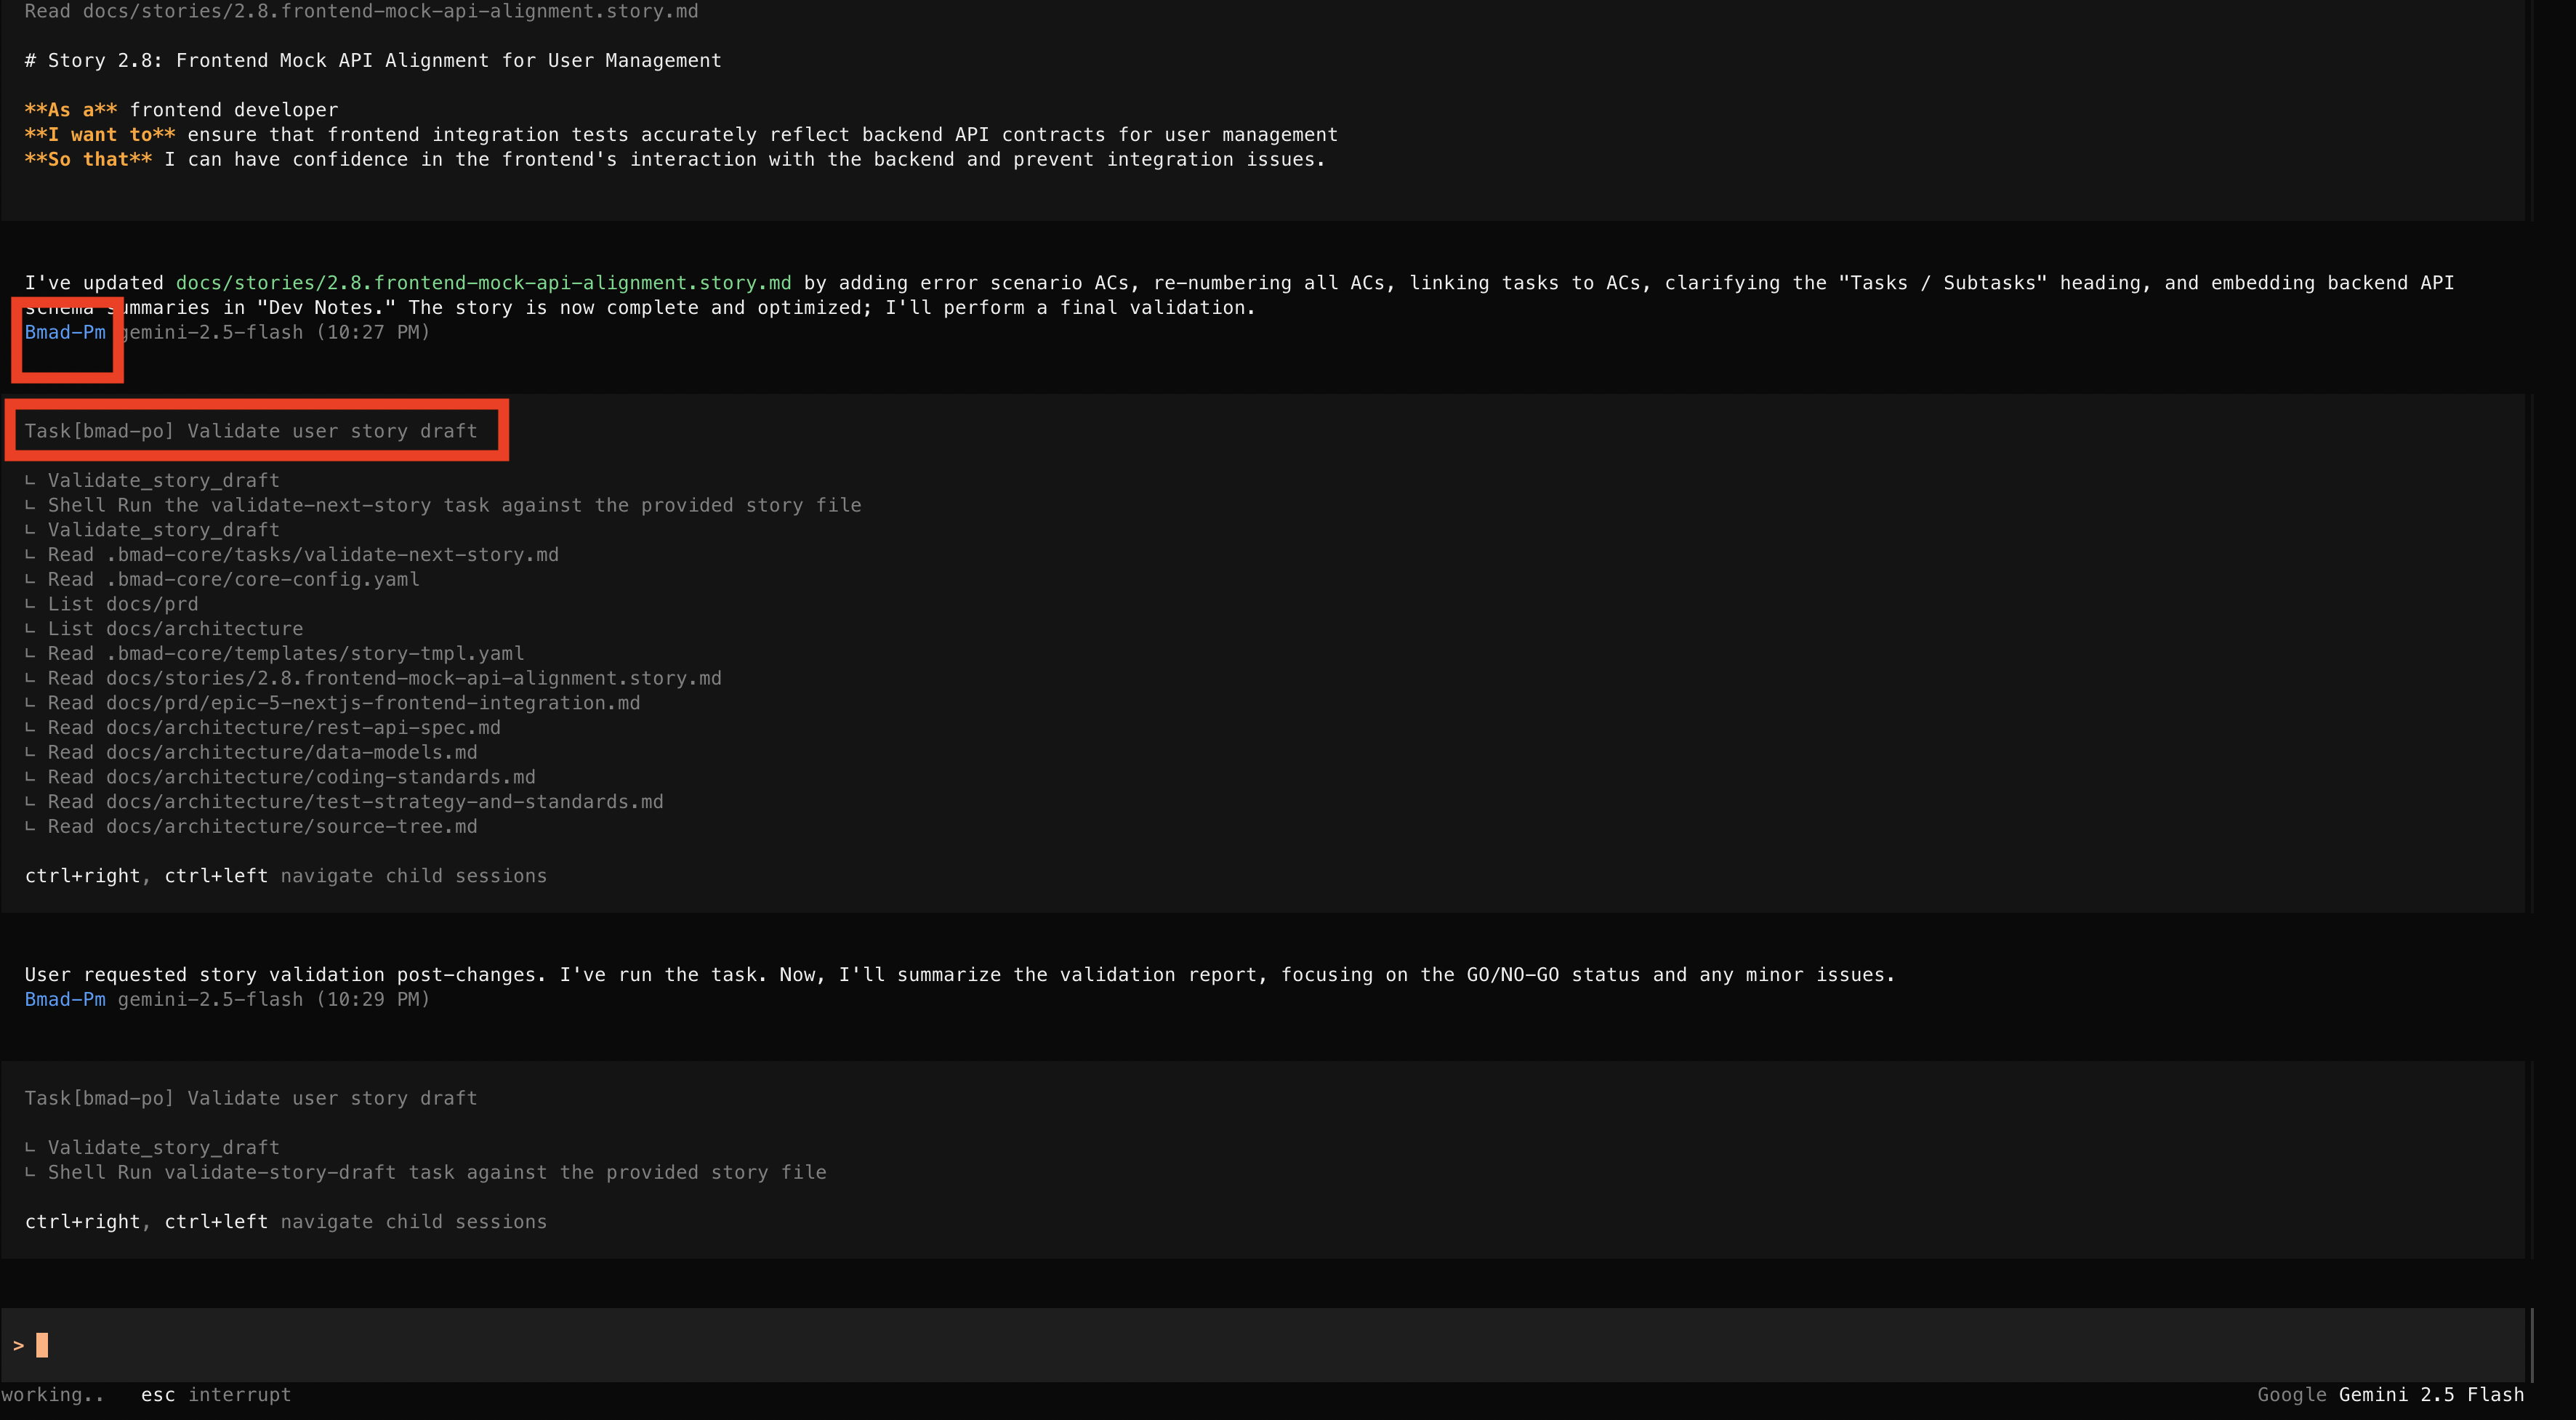 Read docs/stories/2.8.frontend-mock-api-alignment.story.md
# Story 2.8: Frontend Mock API Alignment for User Management
**As a** frontend developer
**I want to** ensure that frontend integration tests accurately reflect backend API contracts for user management
**So that** I can have confidence in the frontend's interaction with the backend and prevent integration issues.
I've updated docs/stories/2.8.frontend-mock-api-alignment.story.md by adding error scenario ACs, re-numbering all ACs, linking tasks to ACs, clarifying the "Tasks / Subtasks" heading, and embedding backend API
schema summaries in "Dev Notes." The story is now complete and optimized; I'll perform a final validation.
Bmad-Pm gemini-2.5-flash (10:27 PM)
Task[bmad-po] Validate user story draft
∟ Validate_story_draft
∟ Shell Run the validate-next-story task against the provided story file
∟ Validate_story_draft
∟ Read .bmad-core/tasks/validate-next-story.md
∟ Read .bmad-core/core-config.yaml
∟ List docs/prd
∟ List docs/architecture
∟ Read .bmad-core/templates/story-tmpl.yaml
∟ Read docs/stories/2.8.frontend-mock-api-alignment.story.md
∟ Read docs/prd/epic-5-nextjs-frontend-integration.md
∟ Read docs/architecture/rest-api-spec.md
∟ Read docs/architecture/data-models.md
∟ Read docs/architecture/coding-standards.md
∟ Read docs/architecture/test-strategy-and-standards.md
∟ Read docs/architecture/source-tree.md
ctrl+right, ctrl+left navigate child sessions
User requested story validation post-changes. I've run the task. Now, I'll summarize the validation report, focusing on the GO/NO-GO status and any minor issues.
Bmad-Pm gemini-2.5-flash (10:29 PM)
Task[bmad-po] Validate user story draft
∟ Validate_story_draft
∟ Shell Run validate-story-draft task against the provided story file
ctrl+right, ctrl+left navigate child sessions
>
working.. esc interrupt Google Gemini 2.5 Flash